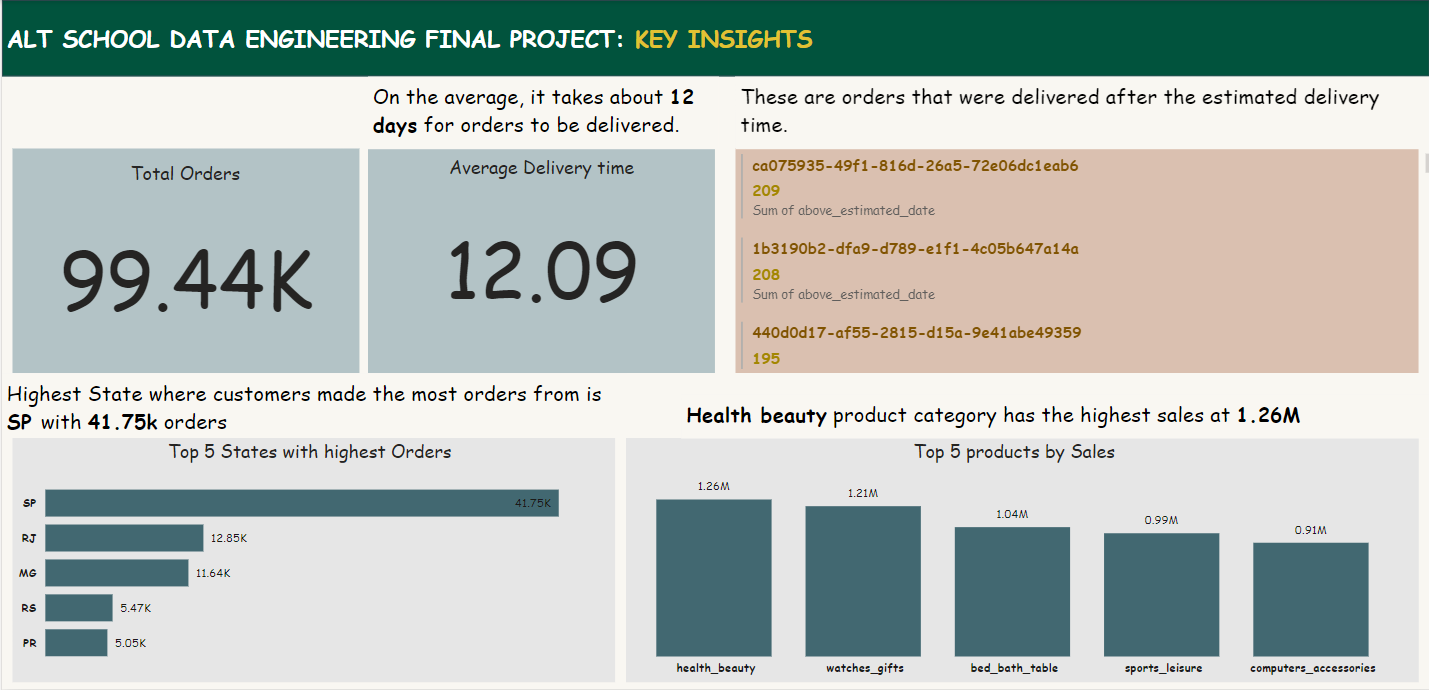 ALT SCHOOL DATA ENGINEERING FINAL PROJECT: KEY INSIGHTS
On the average, it takes about 12
days for orders to be delivered.
These are orders that were delivered after the estimated delivery
time.
Total Orders
99.44K
Average Delivery time
12.09
ca075935-49f1-816d-26a5-72e06dc1eab6
209
Sum of above_estimated_date
1b3190b2-dfa9-d789-e1f1-4c05b647a14a
208
Sum of above_estimated_date
440d0d17-af55-2815-d15a-9e41abe49359
195
Highest State where customers made the most orders from is
SP with 41.75k orders
Health beauty product category has the highest sales at 1.26M
Top 5 States with highest Orders
SP 41.75K
RJ 12.85K
MG 11.64K
RS 5.47K
PR 5.05K
Top 5 products by Sales
1.26M 1.21M 1.04M 0.99M 0.91M
health_beauty watches_gifts bed_bath_table sports_leisure computers_accessories